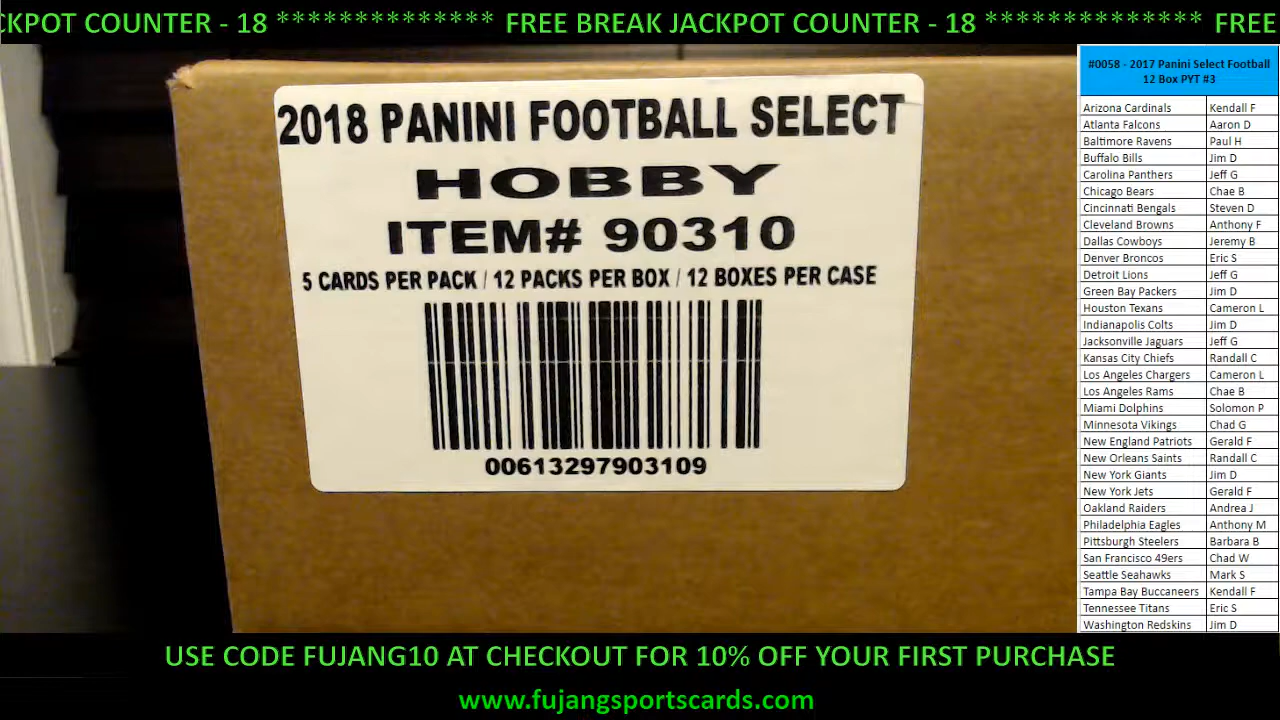 CKPOT COUNTER - 18 ************** FREE BREAK JACKPOT COUNTER - 18 ************** FREE
2018 PANINI FOOTBALL SELECT
HOBBY
ITEM# 90310
5 CARDS PER PACK / 12 PACKS PER BOX / 12 BOXES PER CASE
00613297903109
#0058 - 2017 Panini Select Football
12 Box PYT #3
Arizona Cardinals Kendall F
Atlanta Falcons Aaron D
Baltimore Ravens Paul H
Buffalo Bills Jim D
Carolina Panthers Jeff G
Chicago Bears Chae B
Cincinnati Bengals Steven D
Cleveland Browns Anthony F
Dallas Cowboys Jeremy B
Denver Broncos Eric S
Detroit Lions Jeff G
Green Bay Packers Jim D
Houston Texans Cameron L
Indianapolis Colts Jim D
Jacksonville Jaguars Jeff G
Kansas City Chiefs Randall C
Los Angeles Chargers Cameron L
Los Angeles Rams Chae B
Miami Dolphins Solomon P
Minnesota Vikings Chad G
New England Patriots Gerald F
New Orleans Saints Randall C
New York Giants Jim D
New York Jets Gerald F
Oakland Raiders Andrea J
Philadelphia Eagles Anthony M
Pittsburgh Steelers Barbara B
San Francisco 49ers Chad W
Seattle Seahawks Mark S
Tampa Bay Buccaneers Kendall F
Tennessee Titans Eric S
Washington Redskins Jim D
USE CODE FUJANG10 AT CHECKOUT FOR 10% OFF YOUR FIRST PURCHASE
www.fujangsportscards.com